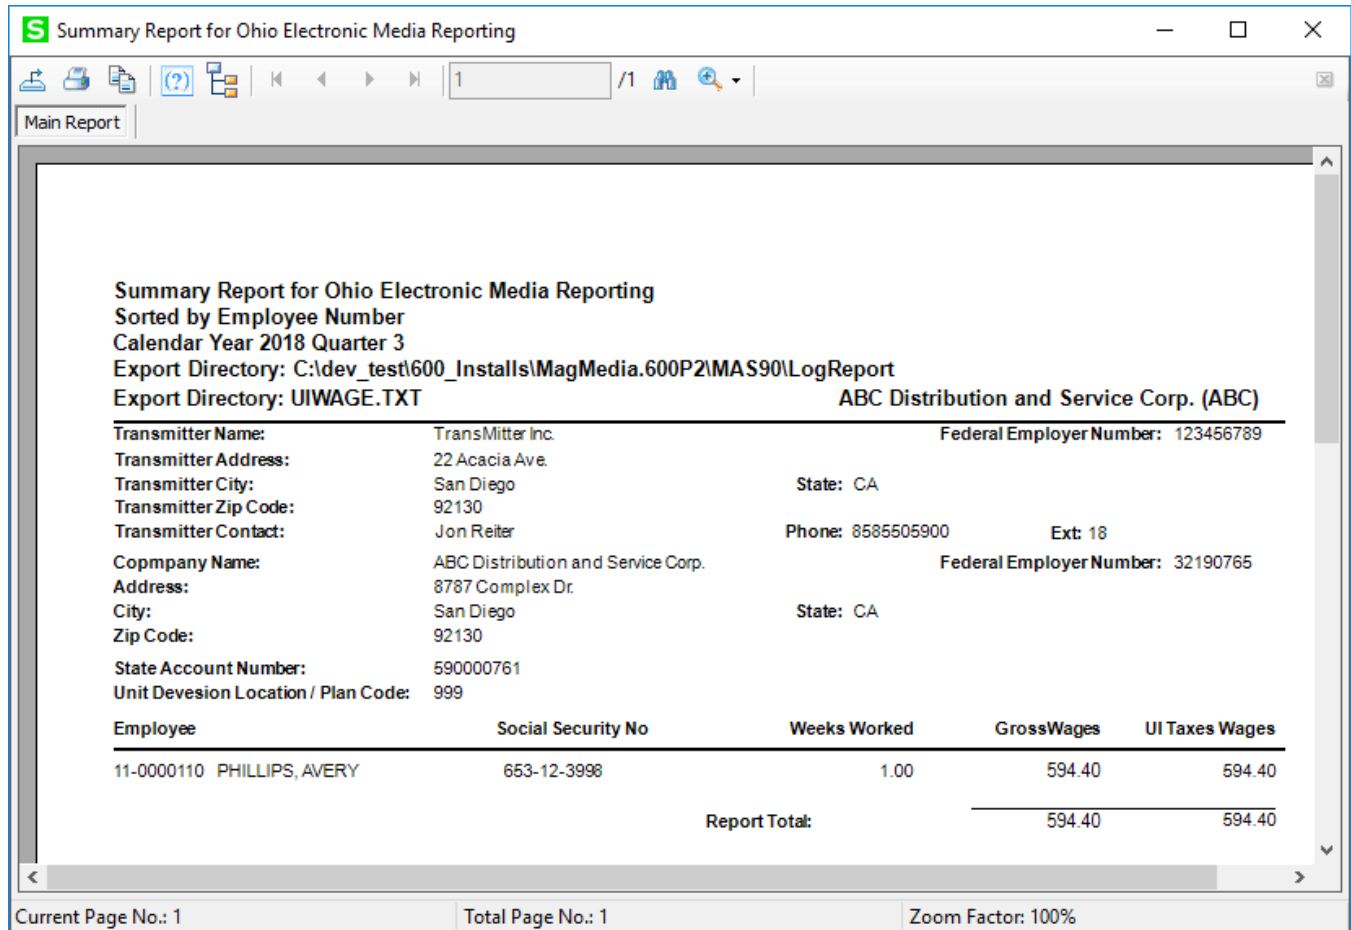 S Summary Report for Ohio Electronic Media Reporting
1 /1
Main Report
Summary Report for Ohio Electronic Media Reporting
Sorted by Employee Number
Calendar Year 2018 Quarter 3
Export Directory: C:\dev_test\600_Installs\MagMedia.600P2\MAS90\LogReport
Export Directory: UIWAGE.TXT ABC Distribution and Service Corp. (ABC)
Transmitter Name: TransMitter Inc. Federal Employer Number: 123456789
Transmitter Address: 22 Acacia Ave.
Transmitter City: San Diego State: CA
Transmitter Zip Code: 92130
Transmitter Contact: Jon Reiter Phone: 8585505900 Ext: 18
Copmpany Name: ABC Distribution and Service Corp. Federal Employer Number: 32190765
Address: 8787 Complex Dr.
City: San Diego State: CA
Zip Code: 92130
State Account Number: 590000761
Unit Devesion Location / Plan Code: 999
Employee Social Security No Weeks Worked GrossWages UI Taxes Wages
11-0000110 PHILLIPS, AVERY 653-12-3998 1.00 594.40 594.40
Report Total: 594.40 594.40
Current Page No.: 1 Total Page No.: 1 Zoom Factor: 100%